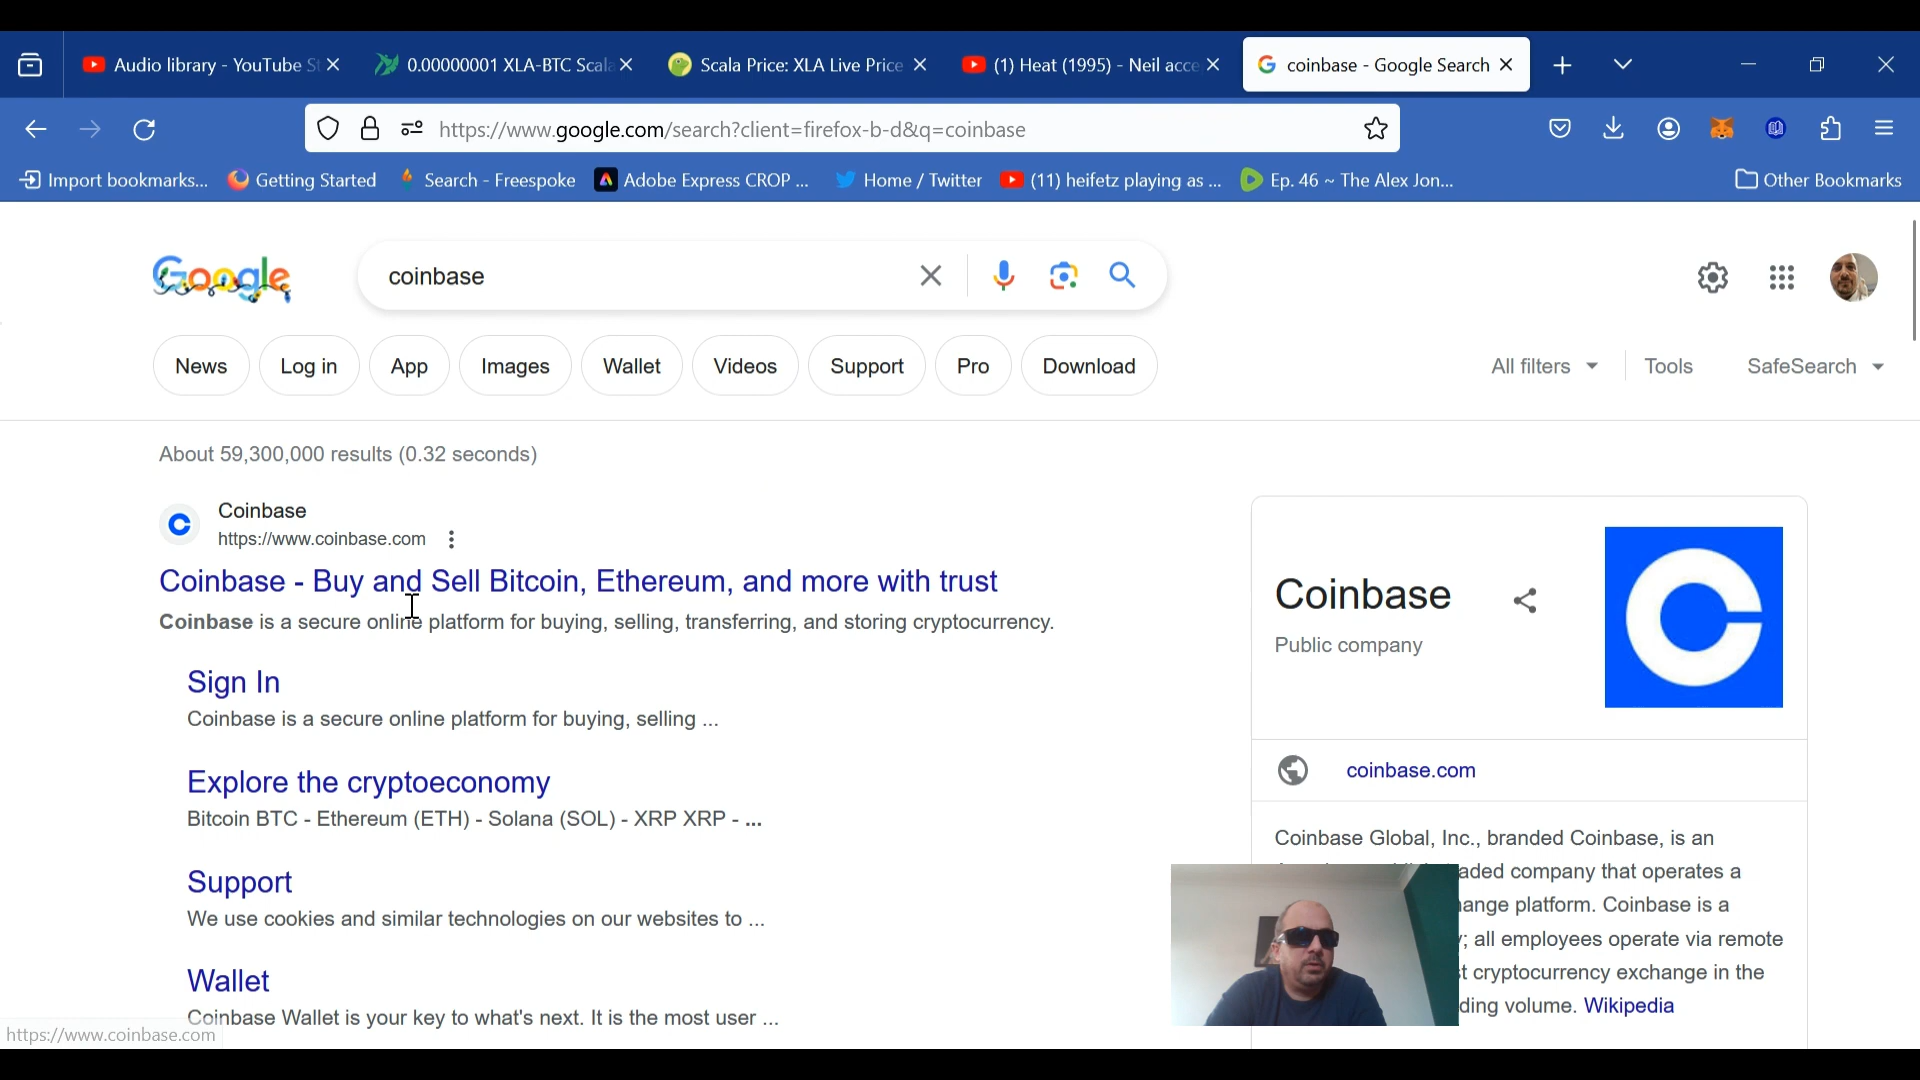 Audio library - YouTube St
0.00000001 XLA-BTC Scala
Scala Price: XLA Live Price
(1) Heat (1995) - Neil acce
coinbase - Google Search
https://www.google.com/search?client=firefox-b-d&q=coinbase
Import bookmarks...
Getting Started
Search - Freespoke
Adobe Express CROP ...
Home / Twitter
(11) heifetz playing as ...
Ep. 46 ~ The Alex Jon...
Other Bookmarks
Google
coinbase
News
Log in
App
Images
Wallet
Videos
Support
Pro
Download
All filters
Tools
SafeSearch
About 59,300,000 results (0.32 seconds)
Coinbase
https://www.coinbase.com
Coinbase - Buy and Sell Bitcoin, Ethereum, and more with trust
Coinbase is a secure online platform for buying, selling, transferring, and storing cryptocurrency.
Sign In
Coinbase is a secure online platform for buying, selling ...
Explore the cryptoeconomy
Bitcoin BTC - Ethereum (ETH) - Solana (SOL) - XRP XRP - ...
Support
We use cookies and similar technologies on our websites to ...
Wallet
Coinbase Wallet is your key to what's next. It is the most user ...
https://www.coinbase.com
Coinbase
Public company
coinbase.com
Coinbase Global, Inc., branded Coinbase, is an
aded company that operates a
ange platform. Coinbase is a
; all employees operate via remote
t cryptocurrency exchange in the
ding volume. Wikipedia